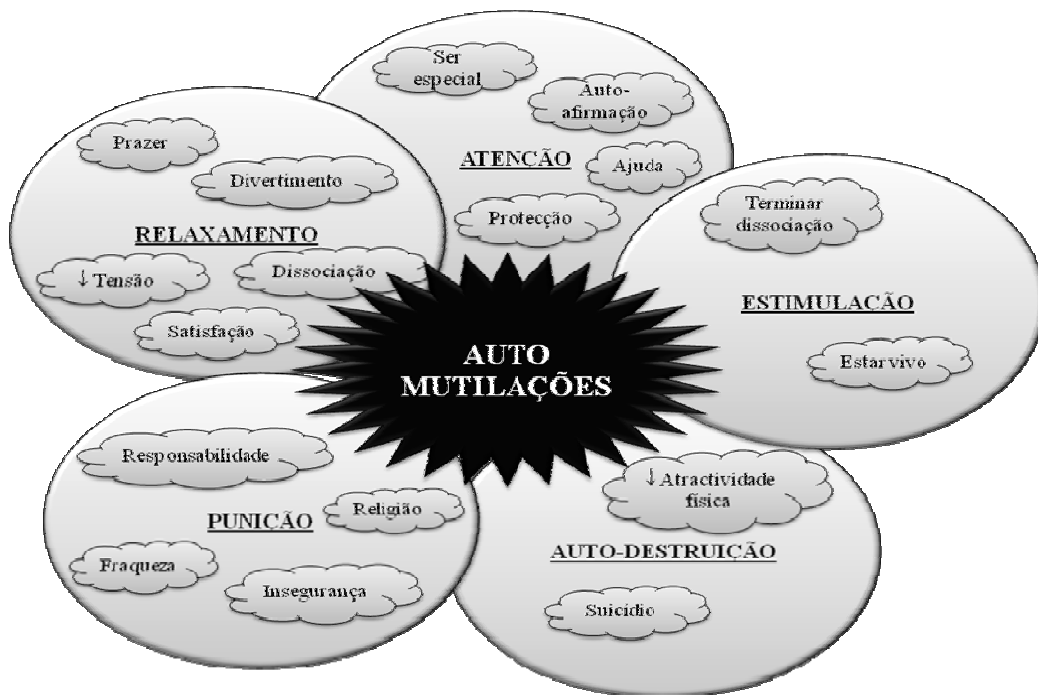 Ser
especial
Auto-
afirmação
ATENÇÃO
Ajuda
Protecção
Prazer
Divertimento
RELAXAMENTO
↓ Tensão
Dissociação
Satisfação
Terminar
dissociação
ESTIMULAÇÃO
Estar vivo
AUTO
MUTILAÇÕES
Responsabilidade
PUNIÇÃO
Religião
Fraqueza
Insegurança
↓ Atractividade
física
AUTO-DESTRUIÇÃO
Suicídio